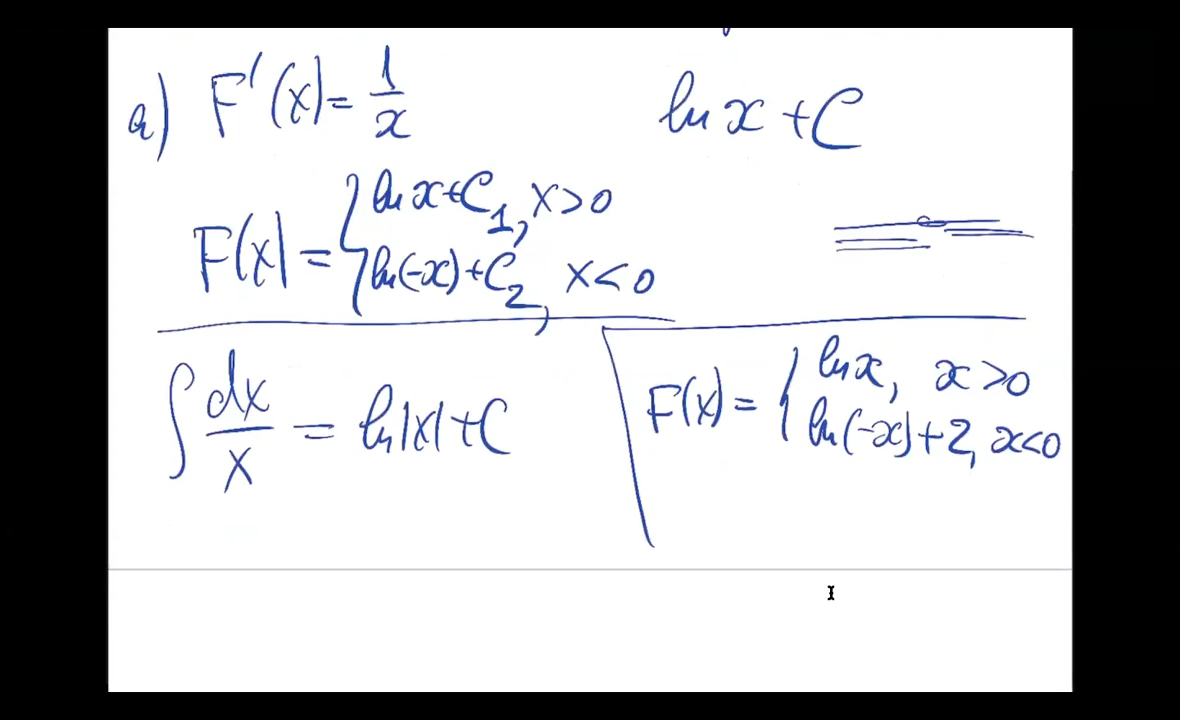 a) F'(x) = 1/x
ln x + C
F(x) = { ln x + C₁, x > 0
ln(-x) + C₂, x < 0
∫ dx/x = ln|x| + C
F(x) = { ln x, x > 0
ln(-x) + 2, x < 0